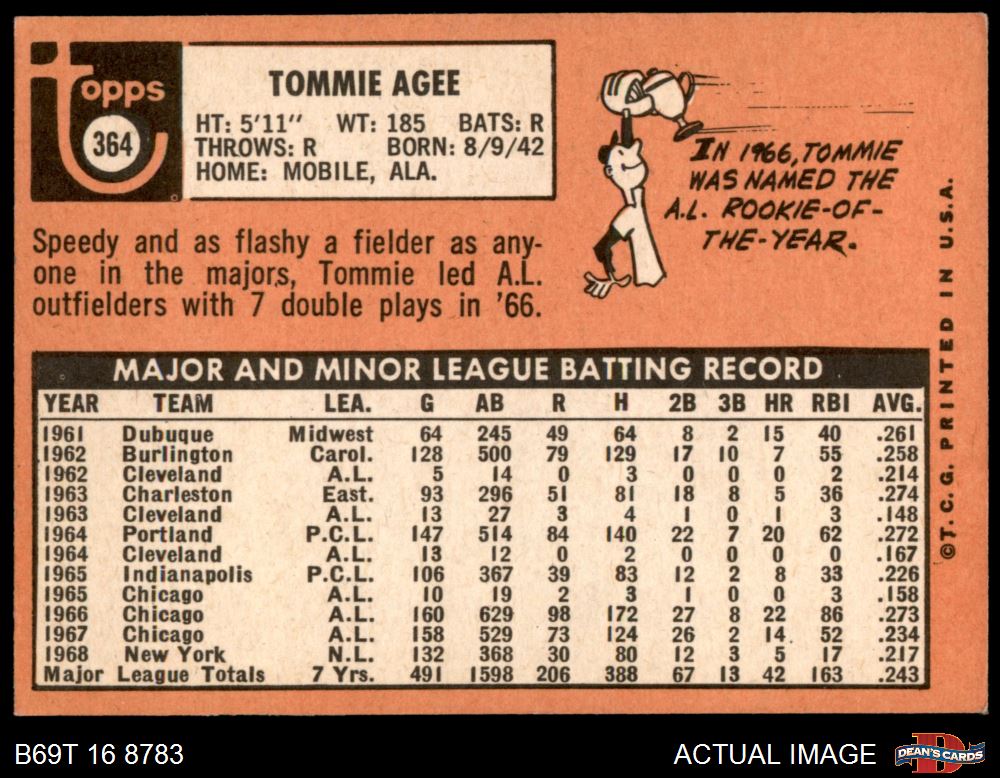 Topps
364
TOMMIE AGEE
HT: 5'11" WT: 185 BATS: R
THROWS: R BORN: 8/9/42
HOME: MOBILE, ALA.
IN 1966, TOMMIE
WAS NAMED THE
A.L. ROOKIE-OF-
THE-YEAR.
Speedy and as flashy a fielder as any-
one in the majors, Tommie led A.L.
outfielders with 7 double plays in '66.
MAJOR AND MINOR LEAGUE BATTING RECORD
YEAR TEAM LEA. G AB R H 2B 3B HR RBI AVG.
1961 Dubuque Midwest 64 245 49 64 8 2 15 40 .261
1962 Burlington Carol. 128 500 79 129 17 10 7 55 .258
1962 Cleveland A.L. 5 14 0 3 0 0 0 2 .214
1963 Charleston East. 93 296 51 81 18 8 5 36 .274
1963 Cleveland A.L. 13 27 3 4 1 0 1 3 .148
1964 Portland P.C.L. 147 514 84 140 22 7 20 62 .272
1964 Cleveland A.L. 13 12 0 2 0 0 0 0 .167
1965 Indianapolis P.C.L. 106 367 39 83 12 2 8 33 .226
1965 Chicago A.L. 10 19 2 3 1 0 0 3 .158
1966 Chicago A.L. 160 629 98 172 27 8 22 86 .273
1967 Chicago A.L. 158 529 73 124 26 2 14 52 .234
1968 New York N.L. 132 368 30 80 12 3 5 17 .217
Major League Totals 7 Yrs. 491 1598 206 388 67 13 42 163 .243
©T. C. G. PRINTED IN U.S.A.
B69T 16 8783
ACTUAL IMAGE
D
DEAN'S CARDS